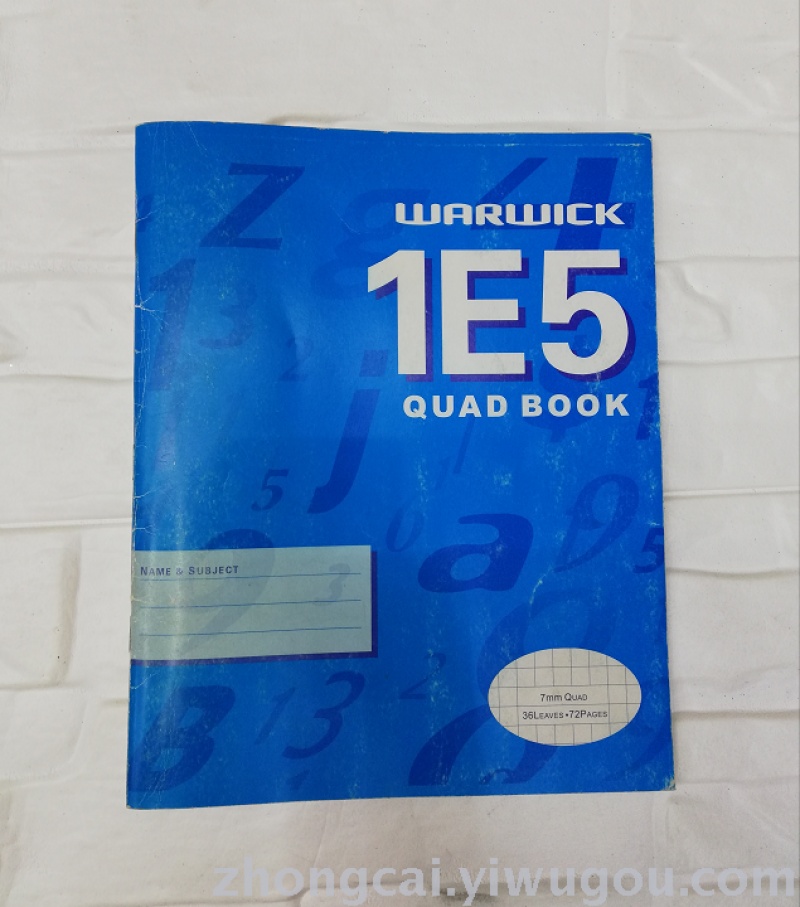 WARWICK
1E5
QUAD BOOK
NAME & SUBJECT
7mm QUAD
36LEAVES•72PAGES
zhongcai.yiwugou.com